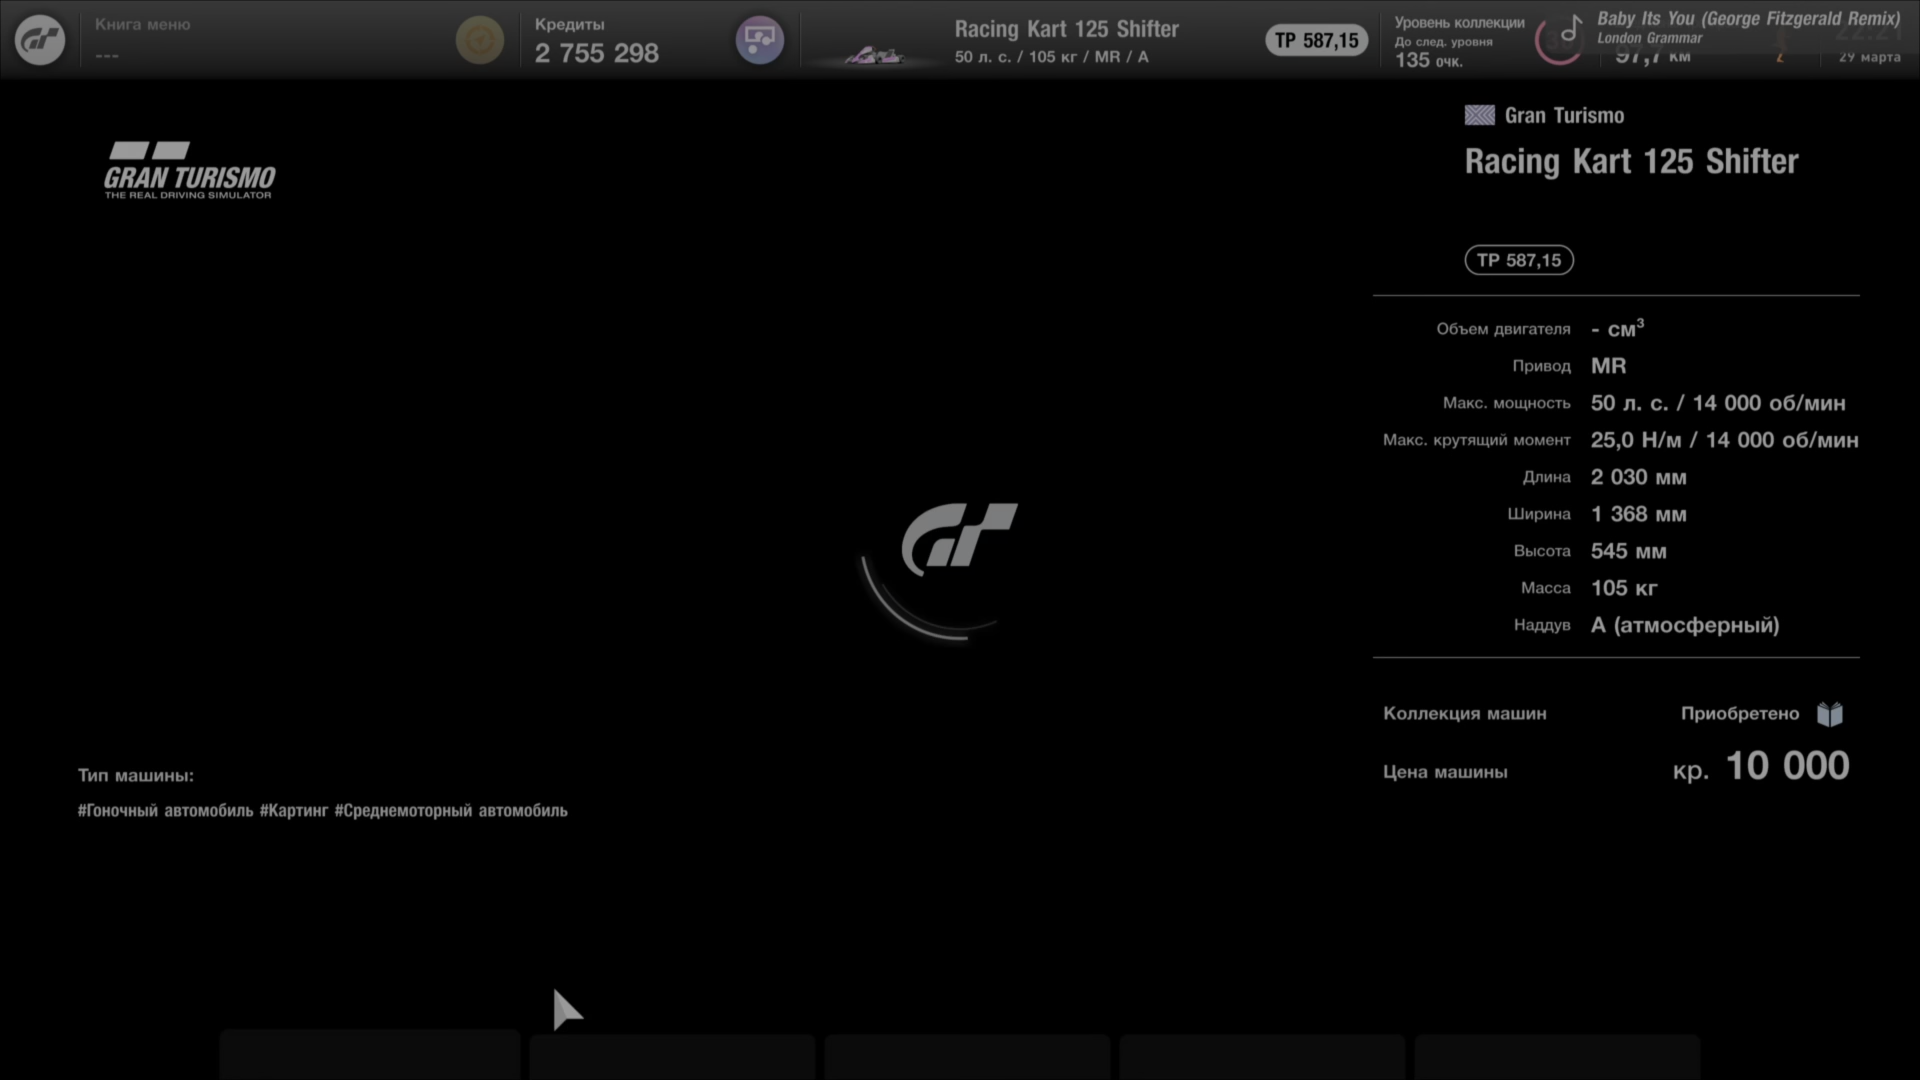 Книга меню
---
Кредиты
2 755 298
Racing Kart 125 Shifter
50 л. с. / 105 кг / MR / A
TP 587,15
Уровень коллекции
До след. уровня
135 очк.
Baby Its You (George Fitzgerald Remix)
London Grammar
97,7 км
22:21
29 марта
GRAN TURISMO
THE REAL DRIVING SIMULATOR
Gran Turismo
Racing Kart 125 Shifter
TP 587,15
Объем двигателя - см³
Привод MR
Макс. мощность 50 л. с. / 14 000 об/мин
Макс. крутящий момент 25,0 Н/м / 14 000 об/мин
Длина 2 030 мм
Ширина 1 368 мм
Высота 545 мм
Масса 105 кг
Наддув А (атмосферный)
Коллекция машин Приобретено
Цена машины кр. 10 000
Тип машины:
#Гоночный автомобиль #Картинг #Среднемоторный автомобиль